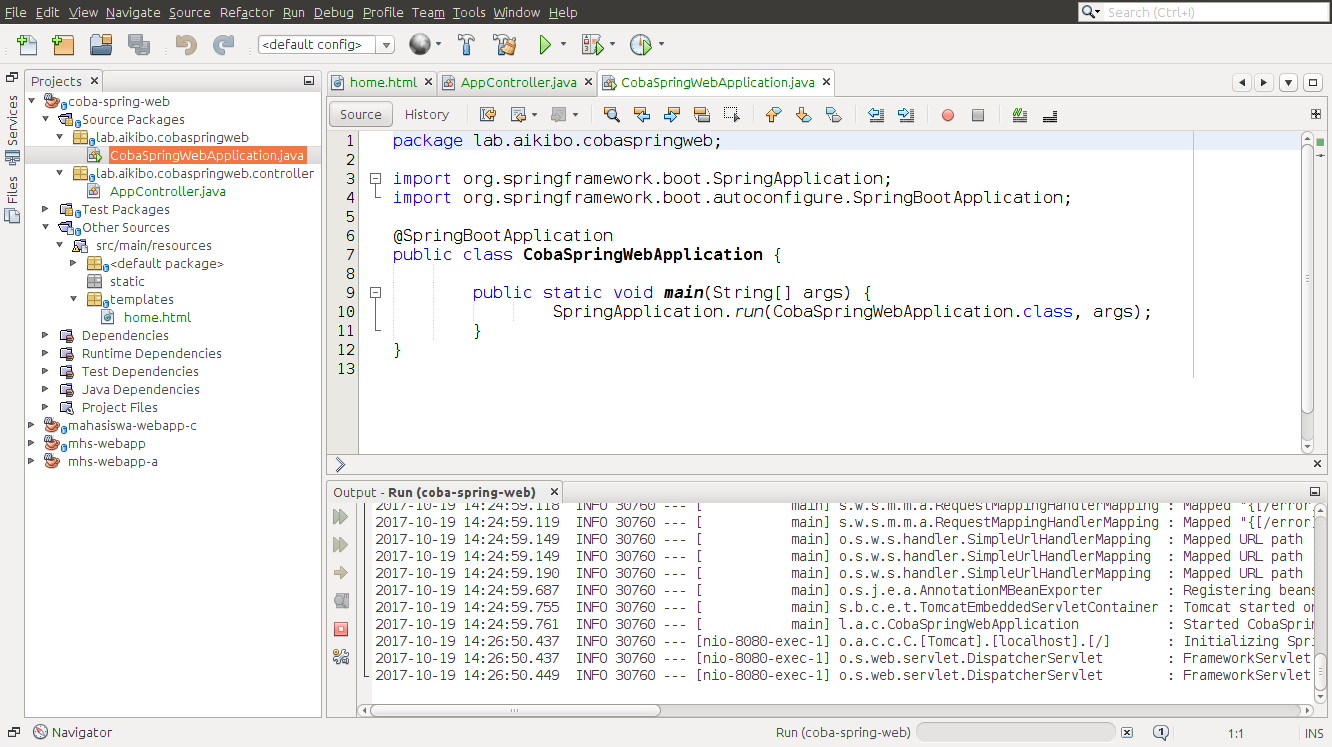 File Edit View Navigate Source Refactor Run Debug Profile Team Tools Window Help
Search (Ctrl+I)
<default config>
Projects
Services
Files
coba-spring-web
Source Packages
lab.aikibo.cobaspringweb
CobaSpringWebApplication.java
lab.aikibo.cobaspringweb.controller
AppController.java
Test Packages
Other Sources
src/main/resources
<default package>
static
templates
home.html
Dependencies
Runtime Dependencies
Test Dependencies
Java Dependencies
Project Files
mahasiswa-webapp-c
mhs-webapp
mhs-webapp-a
home.html AppController.java CobaSpringWebApplication.java
Source History
1 package lab.aikibo.cobaspringweb;
2
3 import org.springframework.boot.SpringApplication;
4 import org.springframework.boot.autoconfigure.SpringBootApplication;
5
6 @SpringBootApplication
7 public class CobaSpringWebApplication {
8
9 public static void main(String[] args) {
10 SpringApplication.run(CobaSpringWebApplication.class, args);
11 }
12 }
13
Output - Run (coba-spring-web)
2017-10-19 14:24:59.118 INFO 30760 --- [ main] s.w.s.m.m.a.RequestMappingHandlerMapping : Mapped "{[/error]
2017-10-19 14:24:59.119 INFO 30760 --- [ main] s.w.s.m.m.a.RequestMappingHandlerMapping : Mapped "{[/error]
2017-10-19 14:24:59.149 INFO 30760 --- [ main] o.s.w.s.handler.SimpleUrlHandlerMapping : Mapped URL path
2017-10-19 14:24:59.149 INFO 30760 --- [ main] o.s.w.s.handler.SimpleUrlHandlerMapping : Mapped URL path
2017-10-19 14:24:59.190 INFO 30760 --- [ main] o.s.w.s.handler.SimpleUrlHandlerMapping : Mapped URL path
2017-10-19 14:24:59.687 INFO 30760 --- [ main] o.s.j.e.a.AnnotationMBeanExporter : Registering beans
2017-10-19 14:24:59.755 INFO 30760 --- [ main] s.b.c.e.t.TomcatEmbeddedServletContainer : Tomcat started on
2017-10-19 14:24:59.761 INFO 30760 --- [ main] l.a.c.CobaSpringWebApplication : Started CobaSprin
2017-10-19 14:26:50.437 INFO 30760 --- [nio-8080-exec-1] o.a.c.c.C.[Tomcat].[localhost].[/] : Initializing Spri
2017-10-19 14:26:50.437 INFO 30760 --- [nio-8080-exec-1] o.s.web.servlet.DispatcherServlet : FrameworkServlet
2017-10-19 14:26:50.449 INFO 30760 --- [nio-8080-exec-1] o.s.web.servlet.DispatcherServlet : FrameworkServlet
Navigator
Run (coba-spring-web)
1
1:1
INS